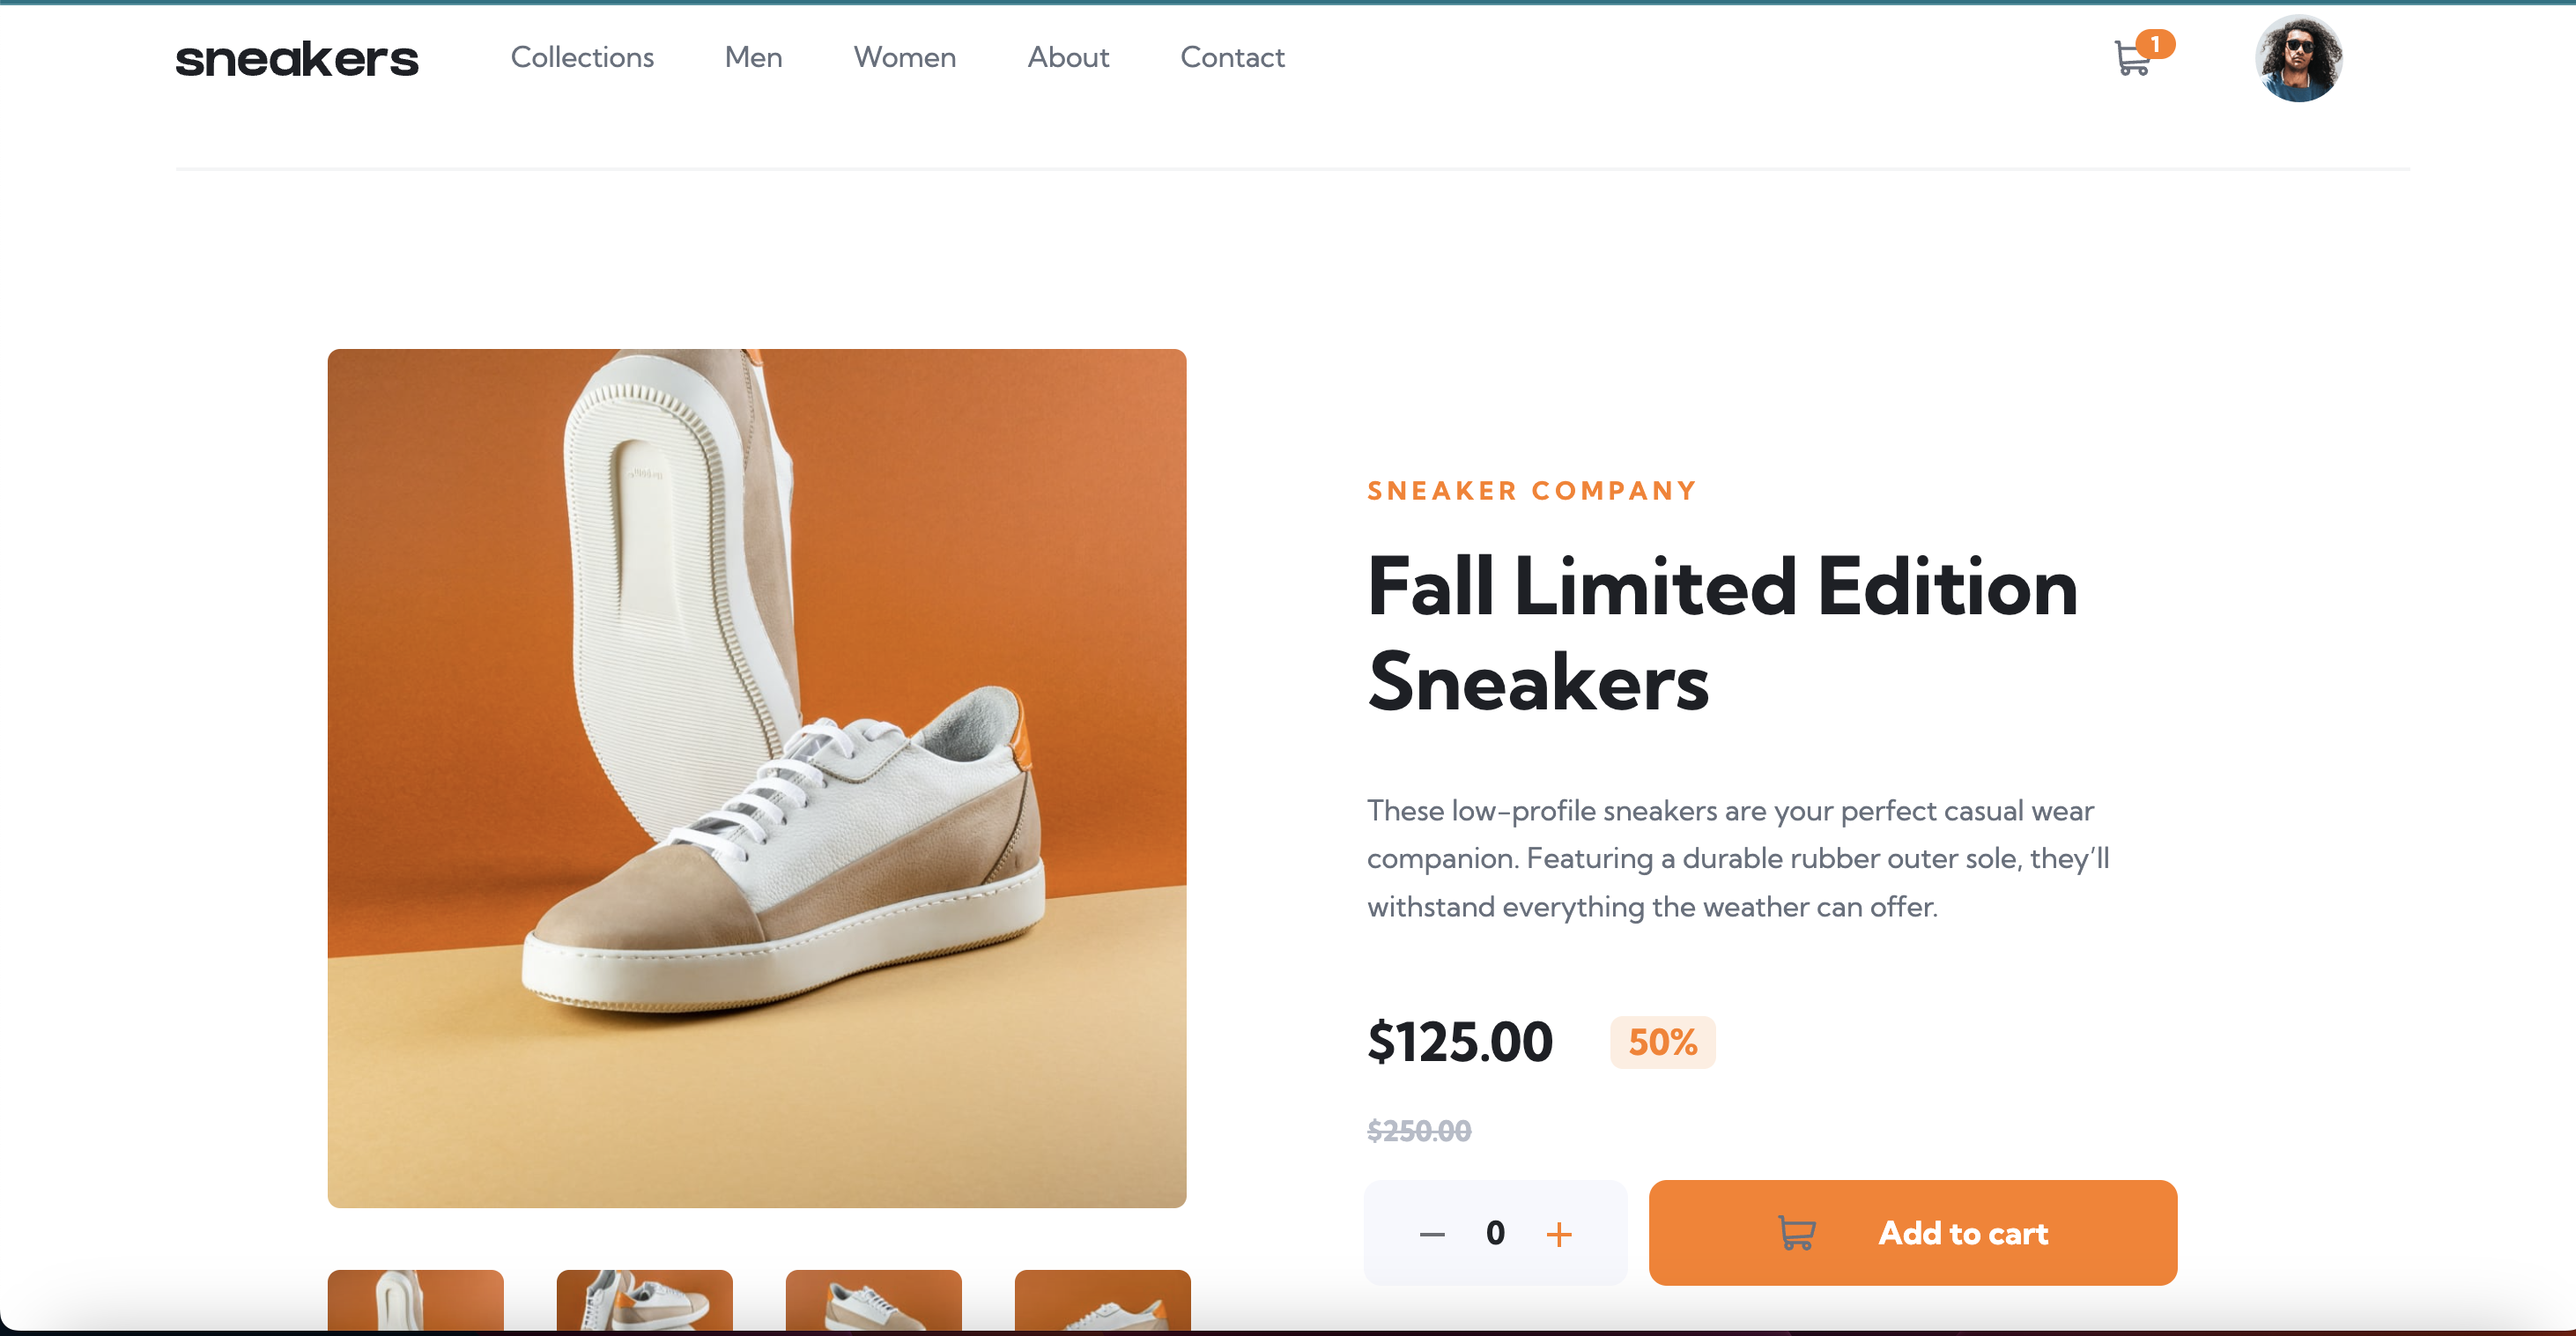 sneakers
Collections
Men
Women
About
Contact
1
SNEAKER COMPANY
Fall Limited Edition
Sneakers
These low-profile sneakers are your perfect casual wear
companion. Featuring a durable rubber outer sole, they’ll
withstand everything the weather can offer.
$125.00
50%
$250.00
0
Add to cart